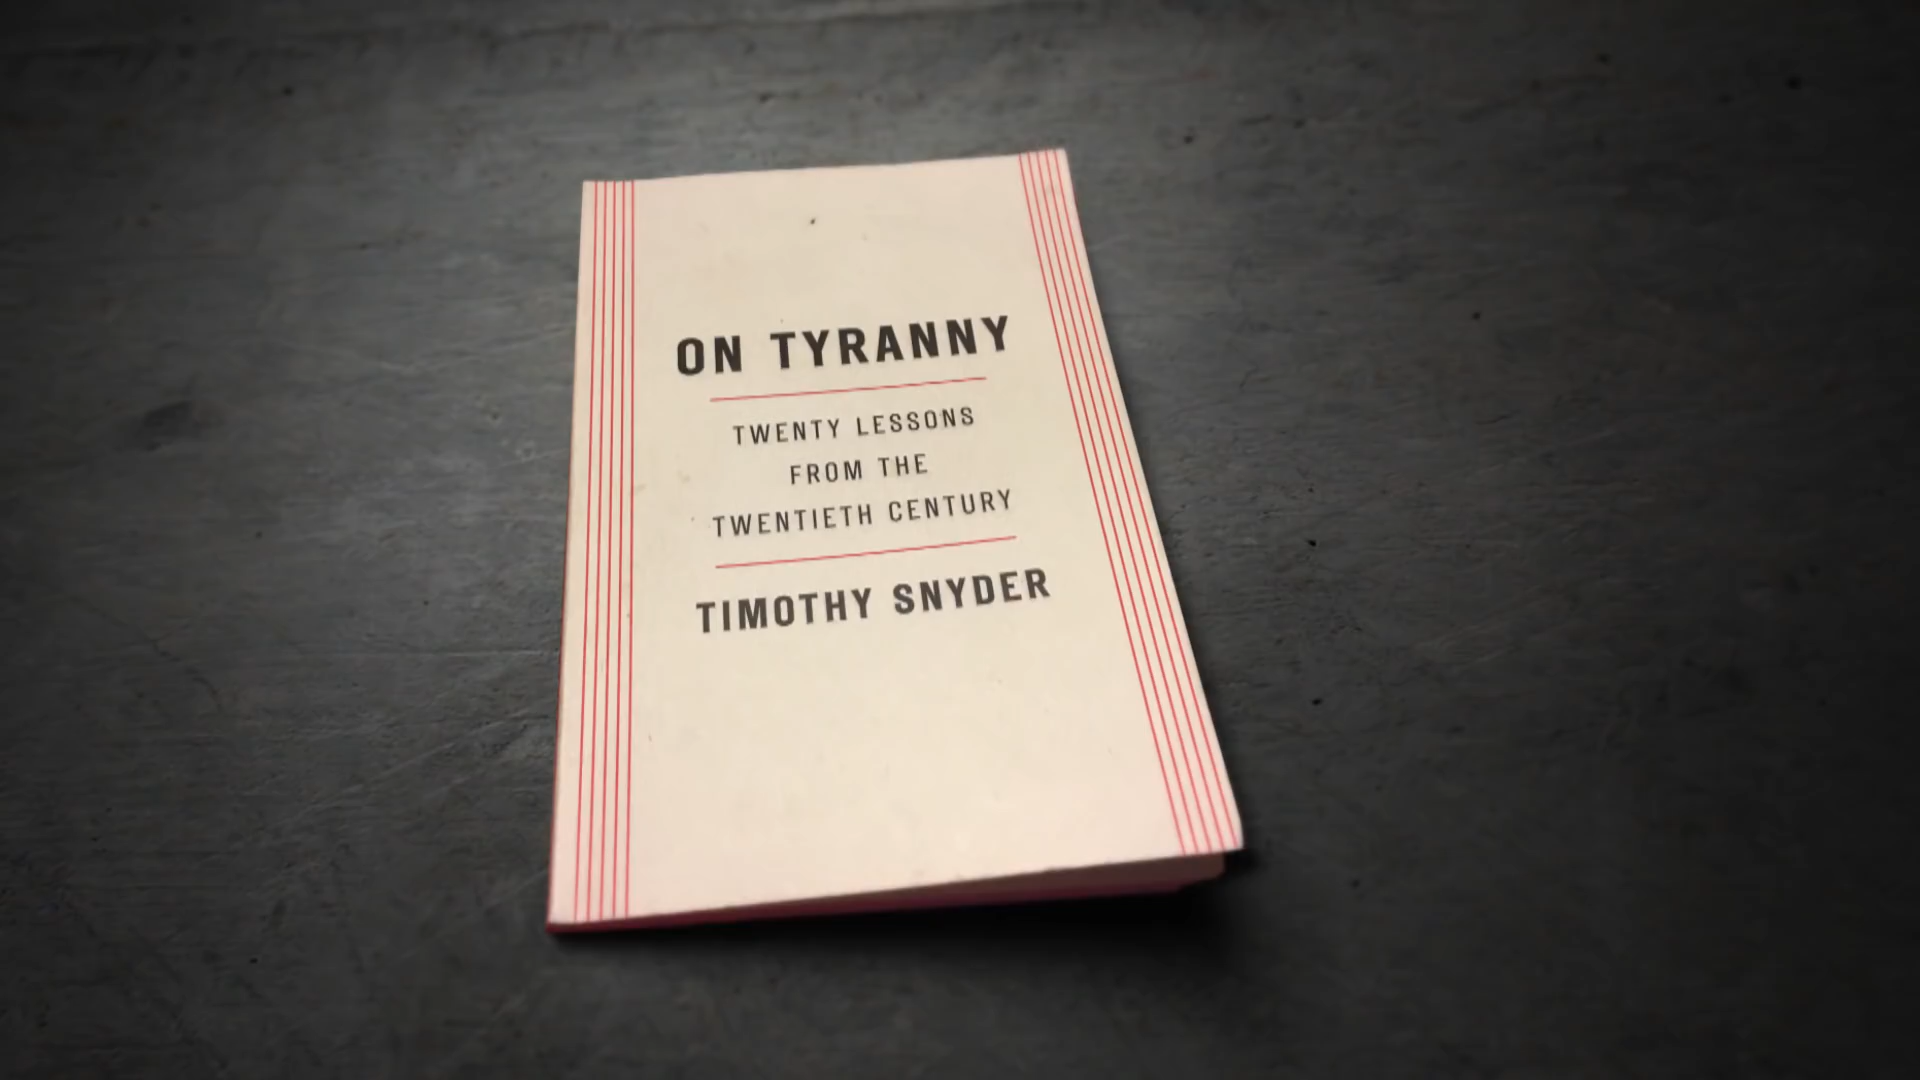 ON TYRANNY
TWENTY LESSONS
FROM THE
TWENTIETH CENTURY
TIMOTHY SNYDER